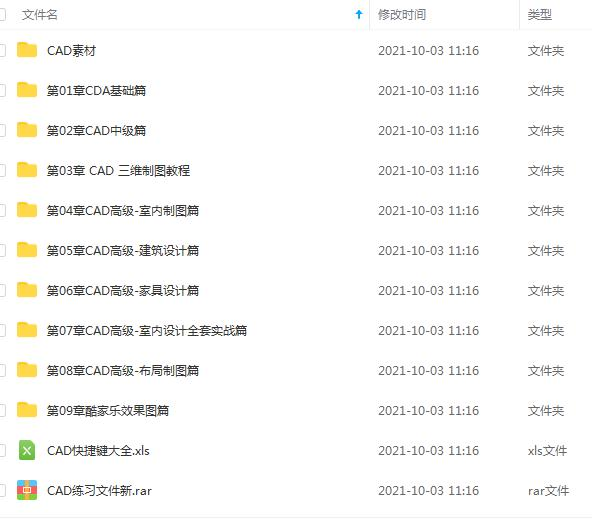 文件名 修改时间 类型
CAD素材 2021-10-03 11:16 文件夹
第01章CDA基础篇 2021-10-03 11:16 文件夹
第02章CAD中级篇 2021-10-03 11:16 文件夹
第03章 CAD 三维制图教程 2021-10-03 11:16 文件夹
第04章CAD高级-室内制图篇 2021-10-03 11:16 文件夹
第05章CAD高级-建筑设计篇 2021-10-03 11:16 文件夹
第06章CAD高级-家具设计篇 2021-10-03 11:16 文件夹
第07章CAD高级-室内设计全套实战篇 2021-10-03 11:16 文件夹
第08章CAD高级-布局制图篇 2021-10-03 11:16 文件夹
第09章酷家乐效果图篇 2021-10-03 11:16 文件夹
CAD快捷键大全.xls 2021-10-03 11:16 xls文件
CAD练习文件新.rar 2021-10-03 11:16 rar文件